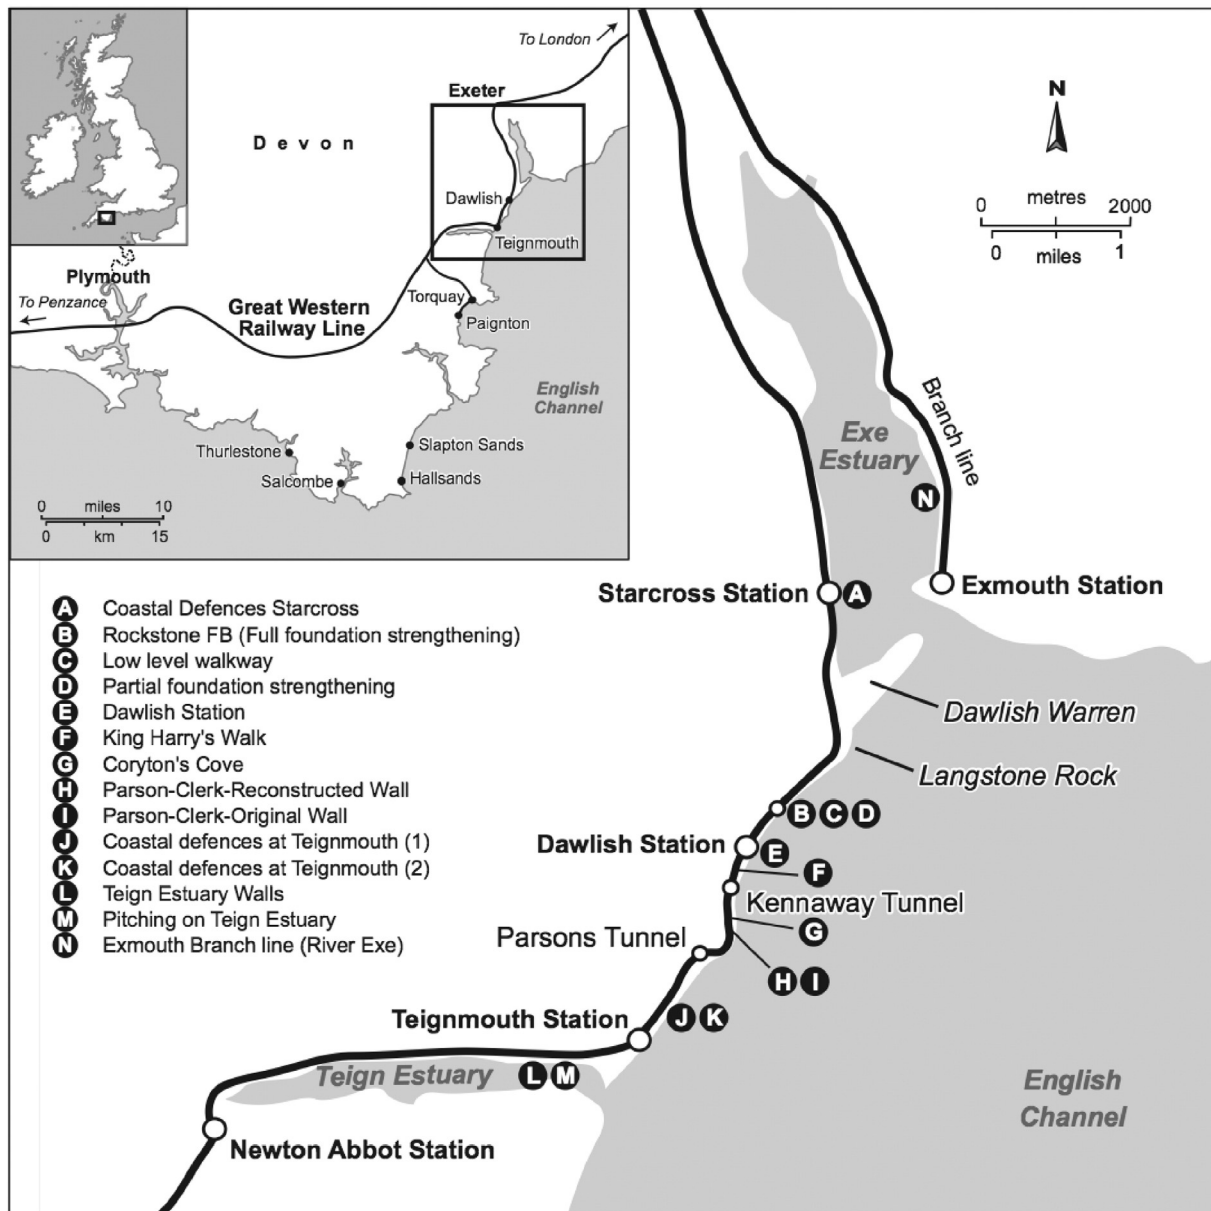 To London
Exeter
Devon
Dawlish
Teignmouth
Plymouth
To Penzance
Great Western
Railway Line
Torquay
Paignton
English
Channel
Thurlestone
Slapton Sands
Salcombe
Hallsands
0 miles 10
0 km 15
N
metres
0 2000
0 miles 1
Branch line
Exe
Estuary
N
Starcross Station
A
Exmouth Station
A Coastal Defences Starcross
B Rockstone FB (Full foundation strengthening)
C Low level walkway
D Partial foundation strengthening
E Dawlish Station
F King Harry's Walk
G Coryton's Cove
H Parson-Clerk-Reconstructed Wall
I Parson-Clerk-Original Wall
J Coastal defences at Teignmouth (1)
K Coastal defences at Teignmouth (2)
L Teign Estuary Walls
M Pitching on Teign Estuary
N Exmouth Branch line (River Exe)
Dawlish Warren
Langstone Rock
B C D
Dawlish Station
E
F
Kennaway Tunnel
G
Parsons Tunnel
H I
Teignmouth Station
J K
Teign Estuary
L M
English
Channel
Newton Abbot Station